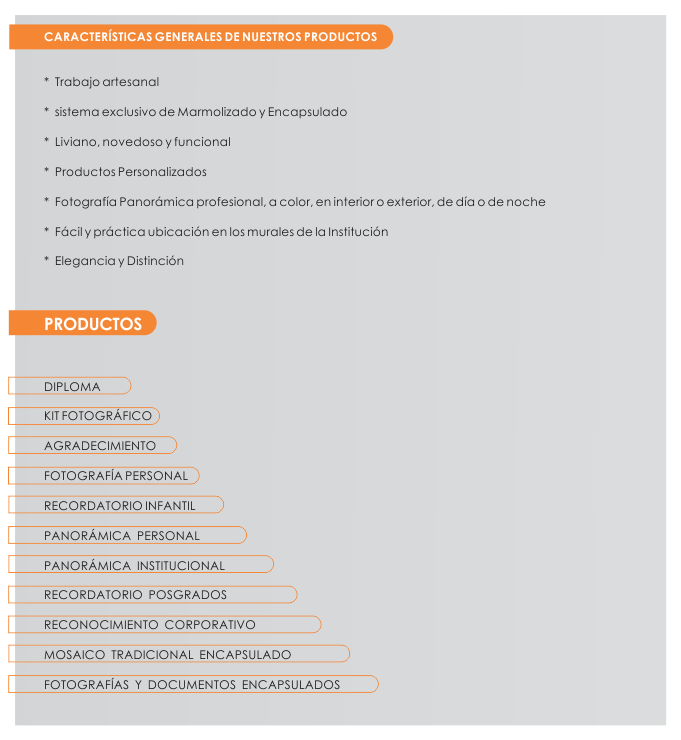 CARACTERÍSTICAS GENERALES DE NUESTROS PRODUCTOS
* Trabajo artesanal
* sistema exclusivo de Marmolizado y Encapsulado
* Liviano, novedoso y funcional
* Productos Personalizados
* Fotografía Panorámica profesional, a color, en interior o exterior, de día o de noche
* Fácil y práctica ubicación en los murales de la Institución
* Elegancia y Distinción
PRODUCTOS
DIPLOMA
KIT FOTOGRÁFICO
AGRADECIMIENTO
FOTOGRAFÍA PERSONAL
RECORDATORIO INFANTIL
PANORÁMICA PERSONAL
PANORÁMICA INSTITUCIONAL
RECORDATORIO POSGRADOS
RECONOCIMIENTO CORPORATIVO
MOSAICO TRADICIONAL ENCAPSULADO
FOTOGRAFÍAS Y DOCUMENTOS ENCAPSULADOS